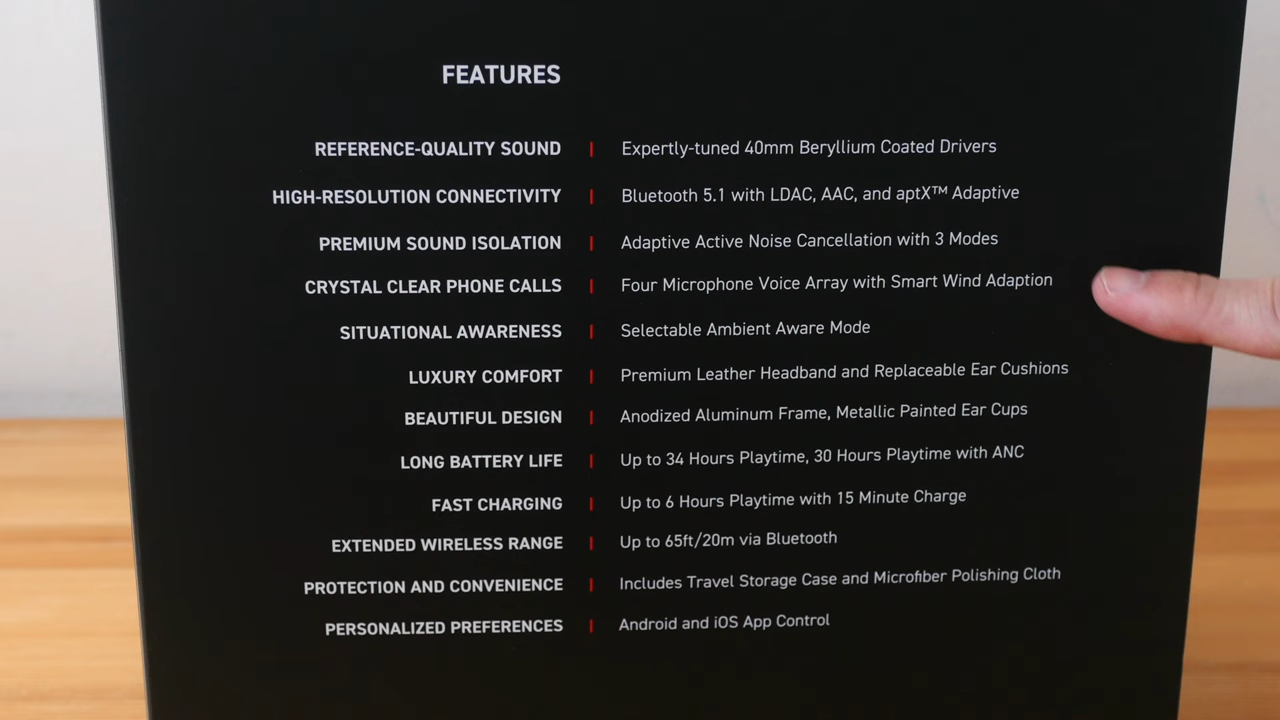 FEATURES
REFERENCE-QUALITY SOUND | Expertly-tuned 40mm Beryllium Coated Drivers
HIGH-RESOLUTION CONNECTIVITY | Bluetooth 5.1 with LDAC, AAC, and aptX™ Adaptive
PREMIUM SOUND ISOLATION | Adaptive Active Noise Cancellation with 3 Modes
CRYSTAL CLEAR PHONE CALLS | Four Microphone Voice Array with Smart Wind Adaption
SITUATIONAL AWARENESS | Selectable Ambient Aware Mode
LUXURY COMFORT | Premium Leather Headband and Replaceable Ear Cushions
BEAUTIFUL DESIGN | Anodized Aluminum Frame, Metallic Painted Ear Cups
LONG BATTERY LIFE | Up to 34 Hours Playtime, 30 Hours Playtime with ANC
FAST CHARGING | Up to 6 Hours Playtime with 15 Minute Charge
EXTENDED WIRELESS RANGE | Up to 65ft/20m via Bluetooth
PROTECTION AND CONVENIENCE | Includes Travel Storage Case and Microfiber Polishing Cloth
PERSONALIZED PREFERENCES | Android and iOS App Control